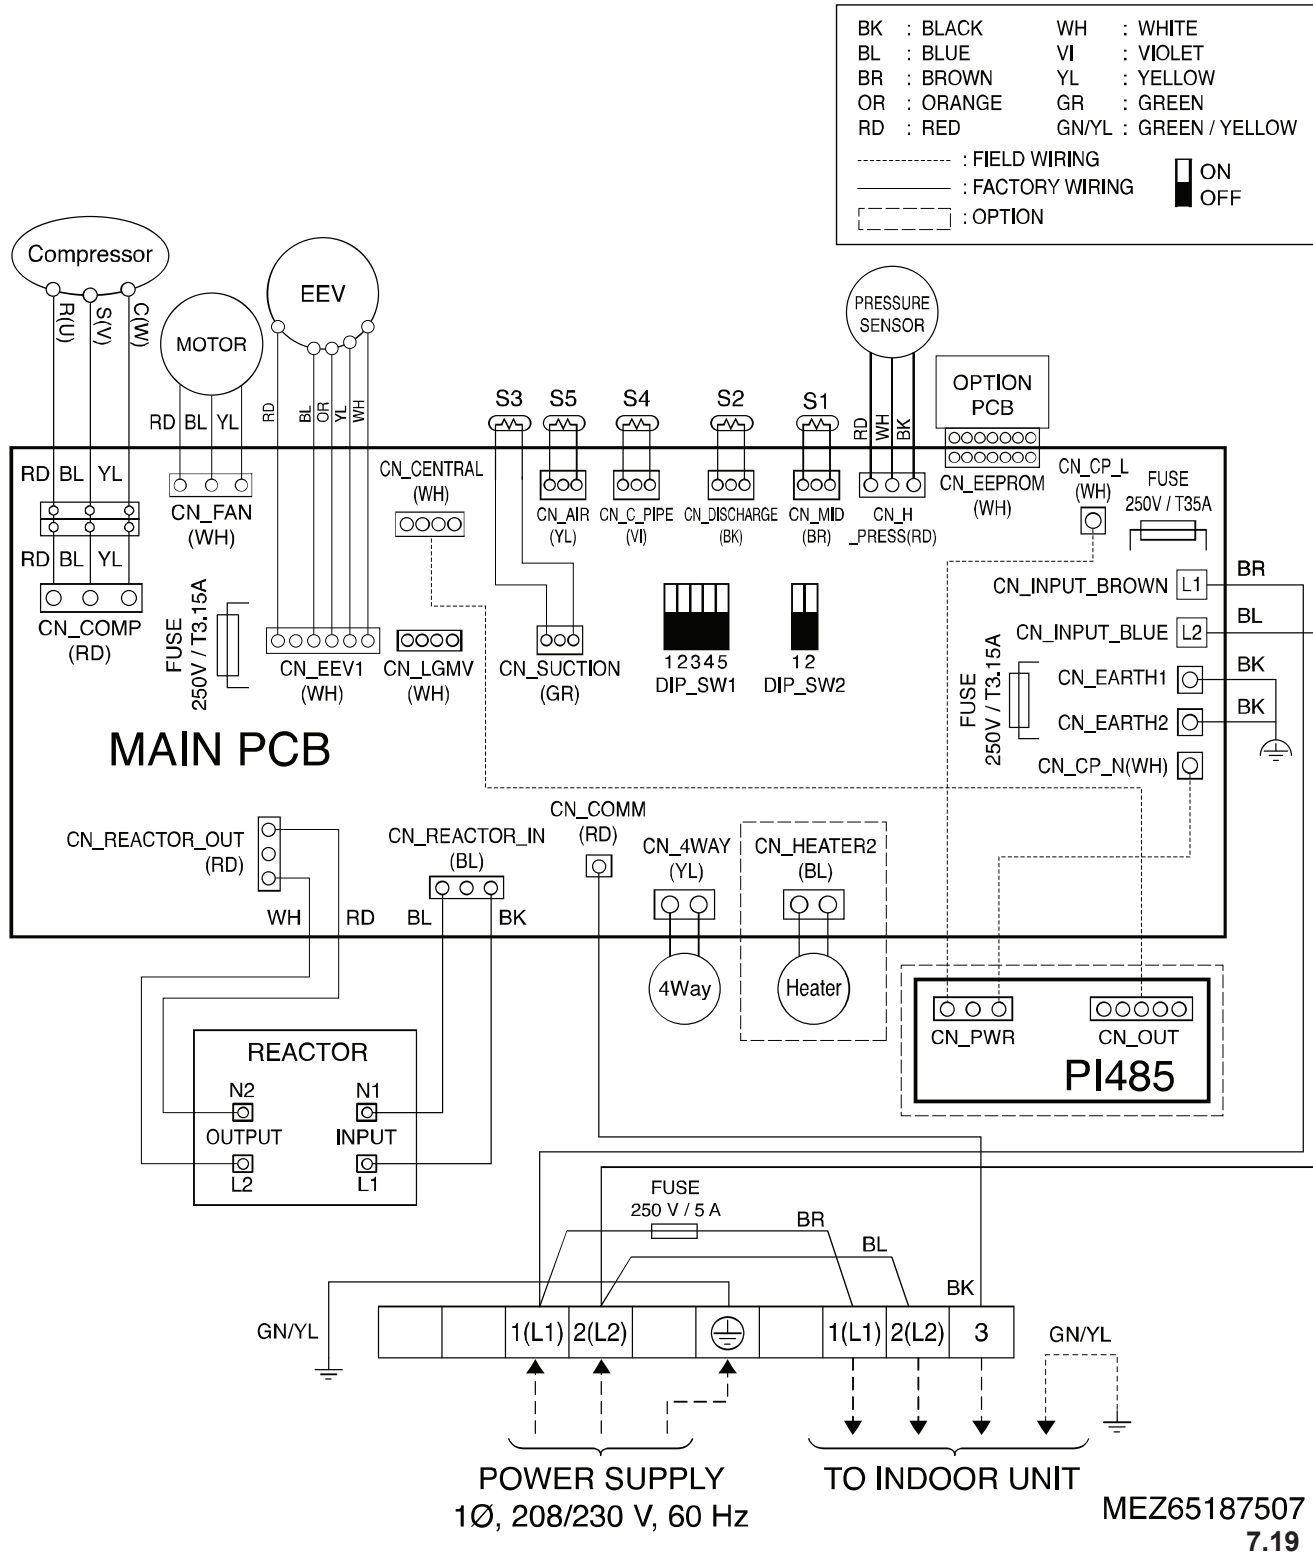 BK : BLACK WH : WHITE
BL : BLUE VI : VIOLET
BR : BROWN YL : YELLOW
OR : ORANGE GR : GREEN
RD : RED GN/YL : GREEN / YELLOW
: FIELD WIRING
: FACTORY WIRING
: OPTION
ON
OFF
Compressor
R(U)
S(V)
C(W)
MOTOR
EEV
PRESSURE
SENSOR
OPTION
PCB
RD BL YL
RD
BL
OR
YL
WH
S3 S5 S4 S2 S1
RD
WH
BK
RD BL YL
RD BL YL
CN_COMP
(RD)
CN_FAN
(WH)
FUSE
250V / T3.15A
CN_CENTRAL
(WH)
CN_EEV1
(WH)
CN_LGMV
(WH)
CN_SUCTION
(GR)
CN_AIR
(YL)
CN_C_PIPE
(VI)
CN_DISCHARGE
(BK)
CN_MID
(BR)
CN_H
_PRESS(RD)
CN_EEPROM
(WH)
CN_CP_L
(WH)
FUSE
250V / T35A
12345
DIP_SW1
12
DIP_SW2
CN_INPUT_BROWN L1 BR
CN_INPUT_BLUE L2 BL
FUSE
250V / T3.15A
CN_EARTH1 BK
CN_EARTH2 BK
CN_CP_N(WH)
MAIN PCB
CN_REACTOR_OUT
(RD)
CN_REACTOR_IN
(BL)
CN_COMM
(RD)
CN_4WAY
(YL)
CN_HEATER2
(BL)
WH RD BL BK
4Way
Heater
CN_PWR
CN_OUT
PI485
REACTOR
N2 N1
OUTPUT INPUT
L2 L1
FUSE
250 V / 5 A
BR
BL
BK
GN/YL
1(L1) 2(L2) 1(L1) 2(L2) 3
GN/YL
POWER SUPPLY
1Ø, 208/230 V, 60 Hz
TO INDOOR UNIT
MEZ65187507
7.19